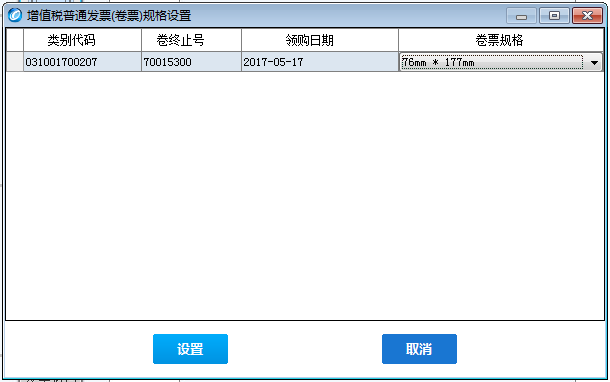 增值税普通发票(卷票)规格设置
类别代码 卷终止号 领购日期 卷票规格
031001700207 70015300 2017-05-17 76mm * 177mm
设置 取消